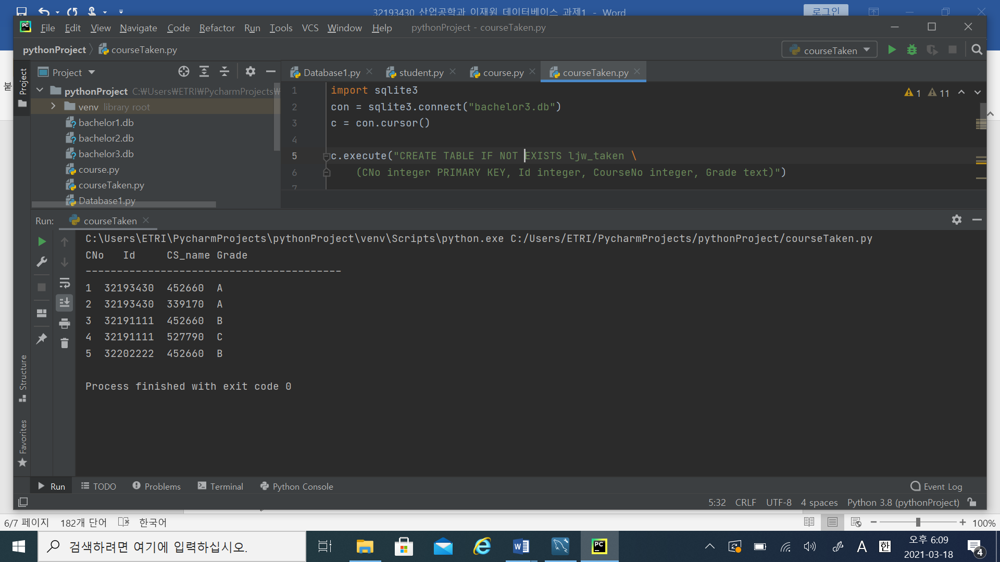 32193430 산업공학과 이재원 데이터베이스 과제1 - Word
로그인
File Edit View Navigate Code Refactor Run Tools VCS Window Help pythonProject - courseTaken.py
pythonProject courseTaken.py
courseTaken
Project
Database1.py student.py course.py courseTaken.py
붙
Project
pythonProject C:₩Users₩ETRI₩PycharmProjects₩
venv library root
bachelor1.db
bachelor2.db
bachelor3.db
course.py
courseTaken.py
Database1.py
1 import sqlite3
2 con = sqlite3.connect("bachelor3.db")
3 c = con.cursor()
4
5 c.execute("CREATE TABLE IF NOT EXISTS ljw_taken \
6 (CNo integer PRIMARY KEY, Id integer, CourseNo integer, Grade text)")
7
1 11
Run: courseTaken
C:\Users\ETRI\PycharmProjects\pythonProject\venv\Scripts\python.exe C:/Users/ETRI/PycharmProjects/pythonProject/courseTaken.py
CNo Id CS_name Grade
-----------------------------------------
1 32193430 452660 A
2 32193430 339170 A
3 32191111 452660 B
4 32191111 527790 C
5 32202222 452660 B
Process finished with exit code 0
Structure
Favorites
Run TODO Problems Terminal Python Console Event Log
5:32 CRLF UTF-8 4 spaces Python 3.8 (pythonProject)
6/7 페이지 182개 단어 한국어 100%
검색하려면 여기에 입력하십시오.
A 한
오후 6:09
2021-03-18
4